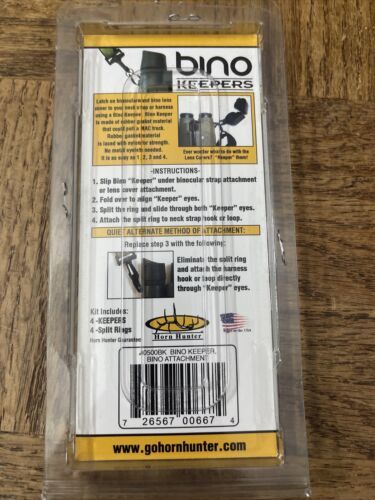 bino
KEEPERS
Latch on binocularsand bino lens
cover to your neck strap or harness
using a Bino Keeper. Bino Keeper
is made of rubber gasket material
that could pull a MAC truck.
Rubber gasket material
is laced with nylon for strength.
No metal eyelets needed.
It is as easy as 1, 2, 3 and 4.
Ever wonder what to do with the
Lens Covers? "Keeper" them!
-INSTRUCTIONS-
1. Slip Bino "Keeper" under binocular strap attachment
or lens cover attachment.
2. Fold over to align "Keeper" eyes.
3. Split the ring and slide through both "Keeper" eyes.
4. Attach the split ring to neck strap hook or loop.
QUIET ALTERNATE METHOD OF ATTACHMENT:
Replace step 3 with the following:
Eliminate the split ring
and attach the harness
hook or loop directly
through "Keeper" eyes.
Kit Includes:
4 -KEEPERS
4 -Split Rings
Horn Hunter Guarantee
Horn Hunter
in the USA
#0500BK BINO KEEPER,
BINO ATTACHMENT
7 26567 00667 4
www.gohornhunter.com